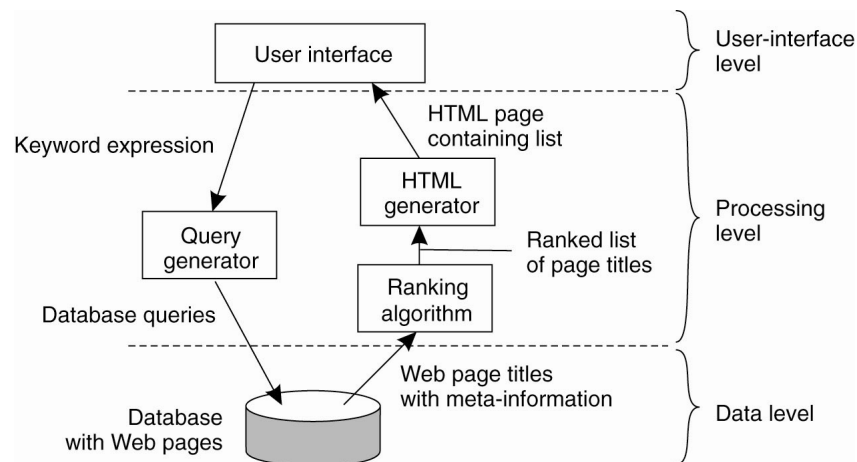 User interface
User-interface
level
HTML page
containing list
Keyword expression
HTML
generator
Processing
level
Query
generator
Ranked list
of page titles
Ranking
algorithm
Database queries
Web page titles
with meta-information
Database
with Web pages
Data level